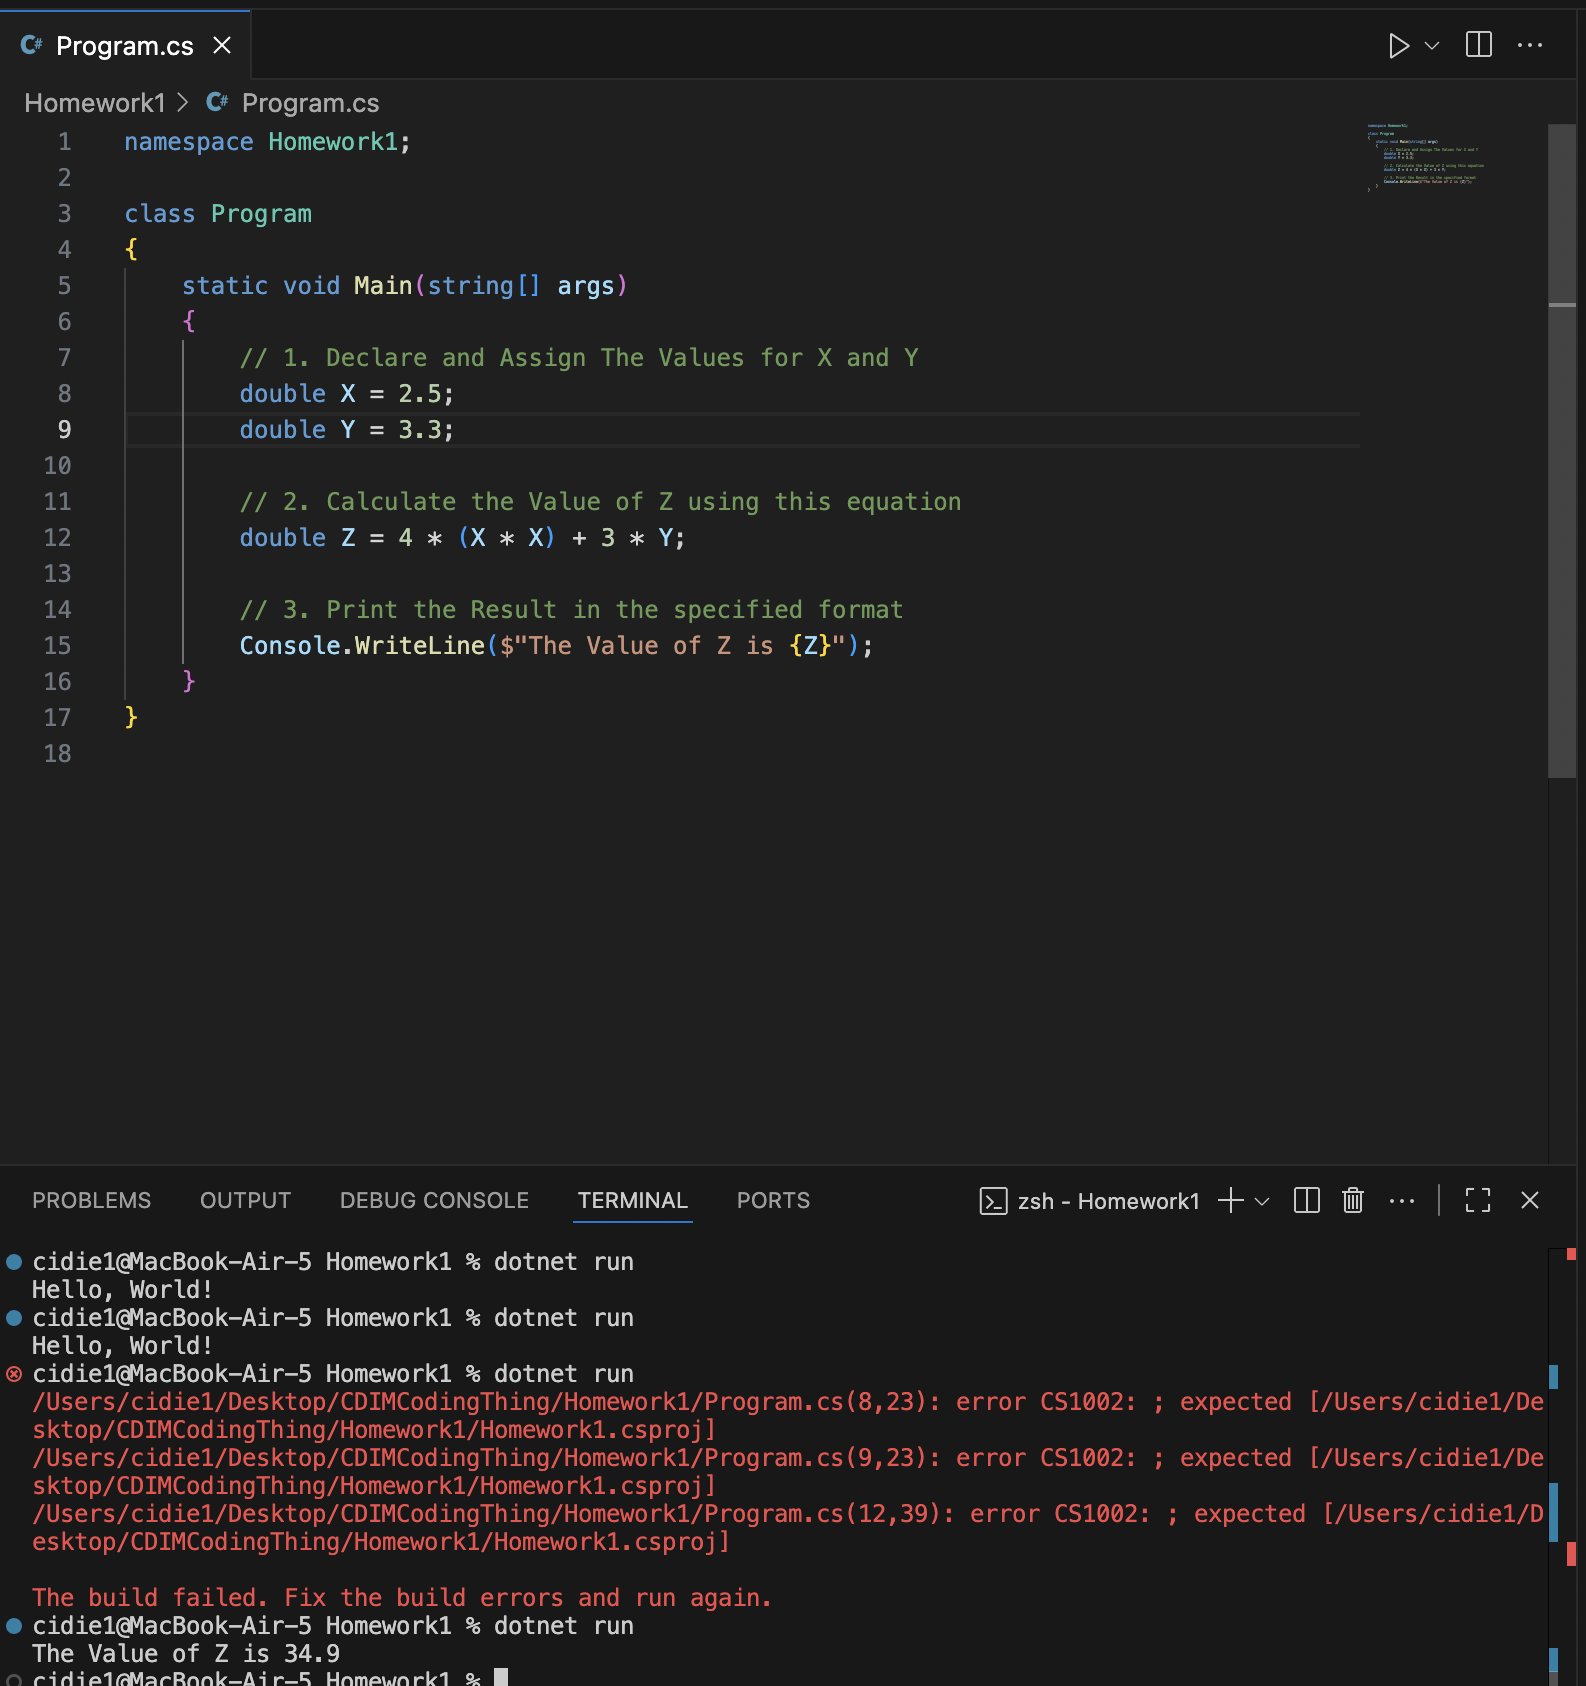 C# Program.cs
Homework1 > C# Program.cs
1 namespace Homework1;
2
3 class Program
4 {
5 static void Main(string[] args)
6 {
7 // 1. Declare and Assign The Values for X and Y
8 double X = 2.5;
9 double Y = 3.3;
10
11 // 2. Calculate the Value of Z using this equation
12 double Z = 4 * (X * X) + 3 * Y;
13
14 // 3. Print the Result in the specified format
15 Console.WriteLine($"The Value of Z is {Z}");
16 }
17 }
18
PROBLEMS OUTPUT DEBUG CONSOLE TERMINAL PORTS zsh - Homework1
cidie1@MacBook-Air-5 Homework1 % dotnet run
Hello, World!
cidie1@MacBook-Air-5 Homework1 % dotnet run
Hello, World!
cidie1@MacBook-Air-5 Homework1 % dotnet run
/Users/cidie1/Desktop/CDIMCodingThing/Homework1/Program.cs(8,23): error CS1002: ; expected [/Users/cidie1/De
sktop/CDIMCodingThing/Homework1/Homework1.csproj]
/Users/cidie1/Desktop/CDIMCodingThing/Homework1/Program.cs(9,23): error CS1002: ; expected [/Users/cidie1/De
sktop/CDIMCodingThing/Homework1/Homework1.csproj]
/Users/cidie1/Desktop/CDIMCodingThing/Homework1/Program.cs(12,39): error CS1002: ; expected [/Users/cidie1/D
esktop/CDIMCodingThing/Homework1/Homework1.csproj]
The build failed. Fix the build errors and run again.
cidie1@MacBook-Air-5 Homework1 % dotnet run
The Value of Z is 34.9
cidie1@MacBook-Air-5 Homework1 %